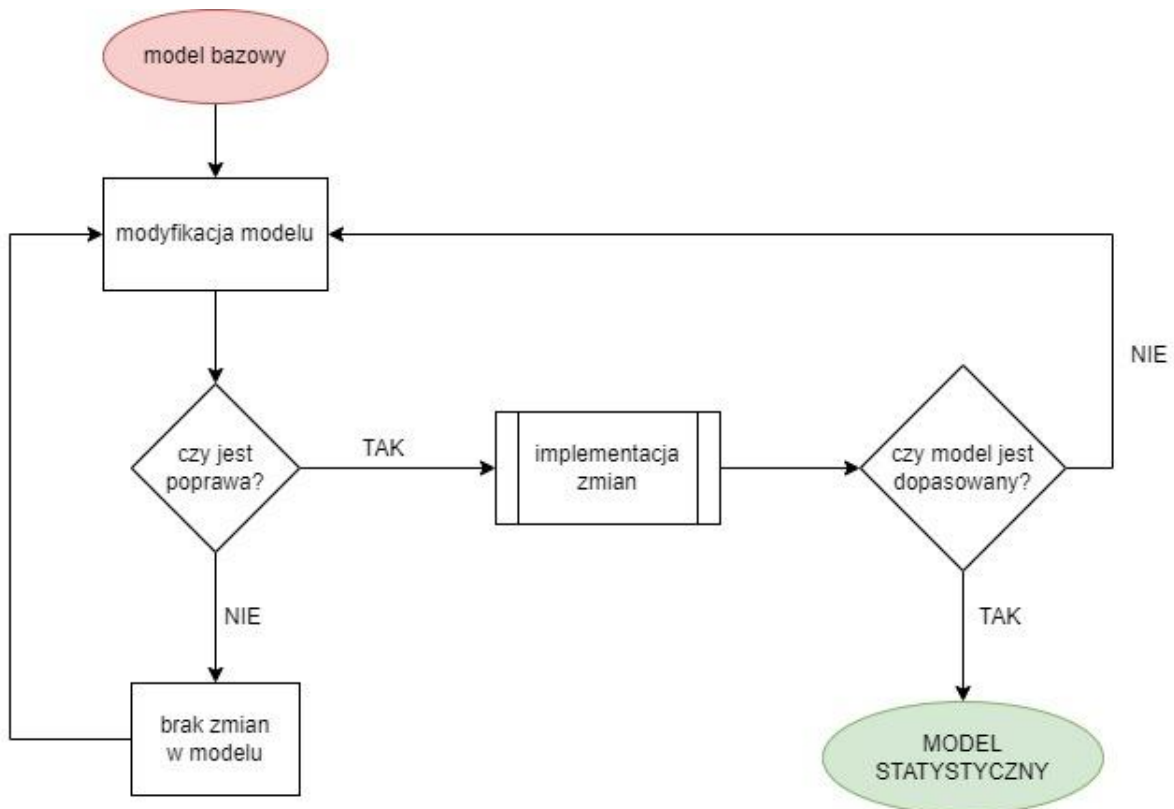 model bazowy
modyfikacja modelu
NIE
czy jest
poprawa?
TAK
implementacja
zmian
czy model jest
dopasowany?
NIE
TAK
brak zmian
w modelu
MODEL
STATYSTYCZNY